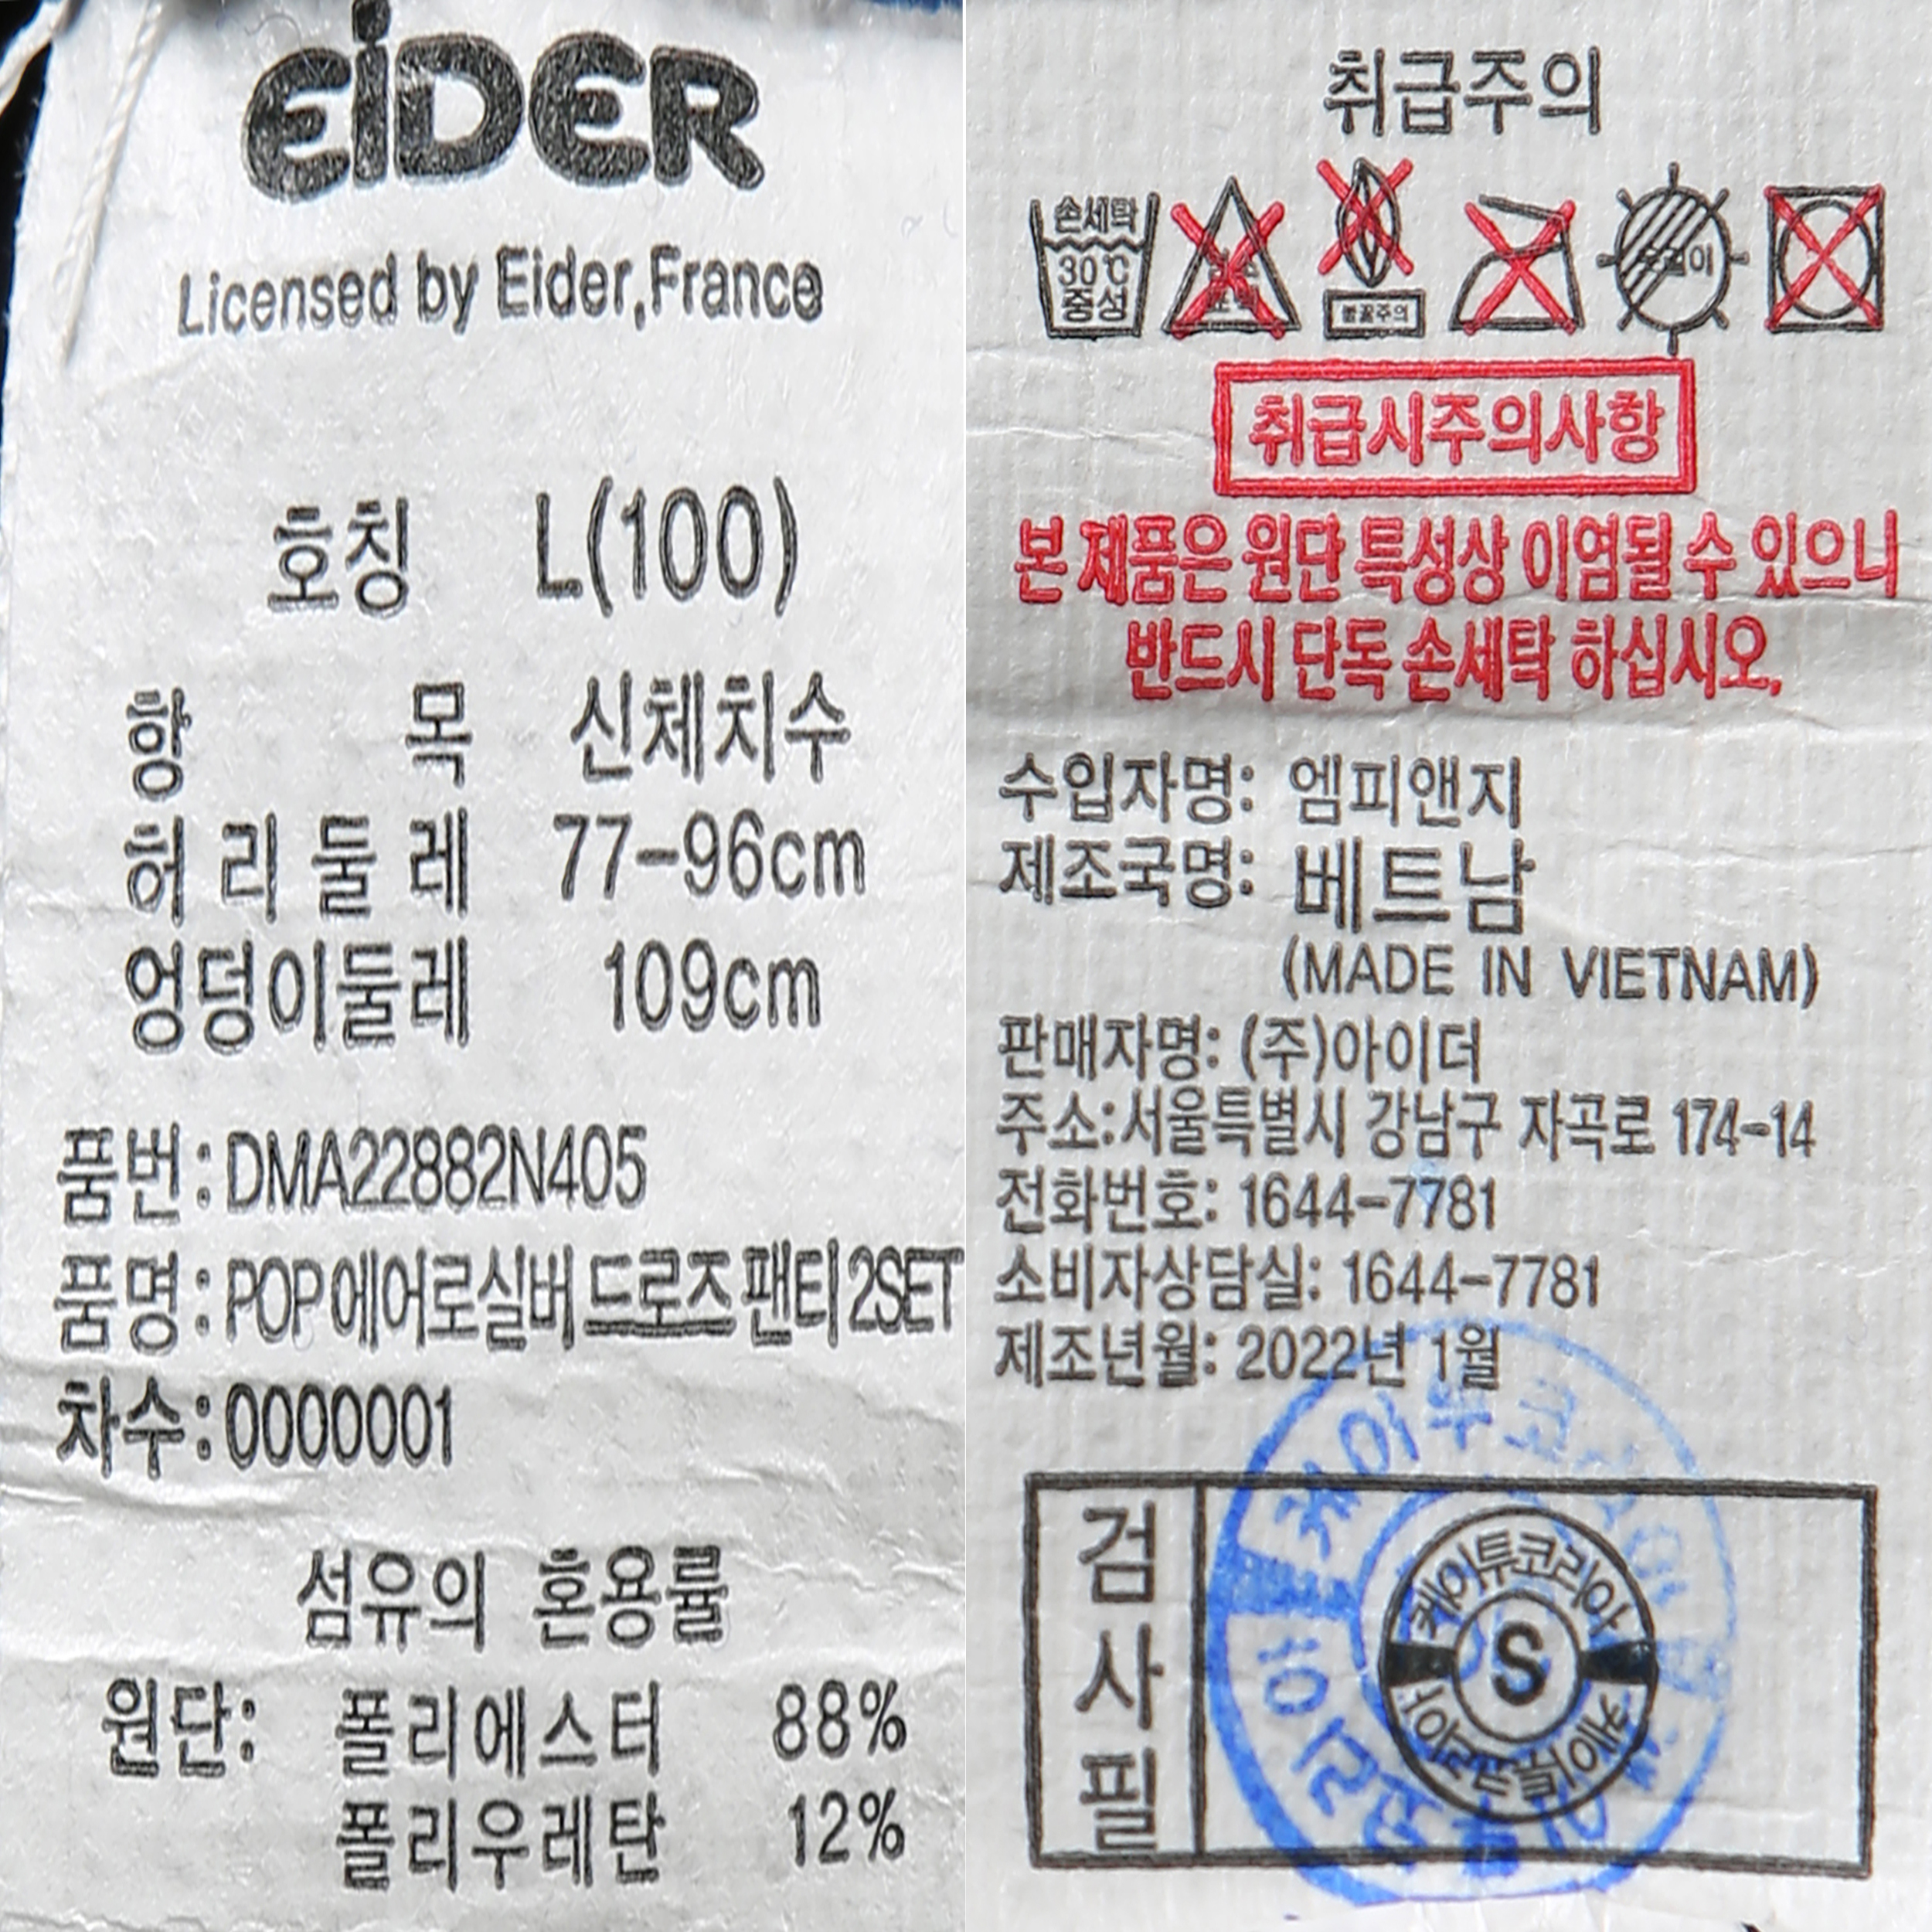 EiDER
Licensed by Eider,France
호칭 L(100)
항 목 신체치수
허리둘레 77-96cm
엉덩이둘레 109cm
품번:DMA22882N405
품명:POP에어로실버 드로즈 팬티 2SET
차수:0000001
섬유의 혼용률
원단: 폴리에스터 88%
폴리우레탄 12%
취급주의
손세탁
30℃
중성
취급시주의사항
본 제품은 원단 특성상 이염될 수 있으니
반드시 단독 손세탁 하십시오.
수입자명: 엠피앤지
제조국명: 베트남
(MADE IN VIETNAM)
판매자명: (주)아이더
주소:서울특별시 강남구 자곡로 174-14
전화번호: 1644-7781
소비자상담실: 1644-7781
제조년월: 2022년 1월
검사필
케이투코리아
S